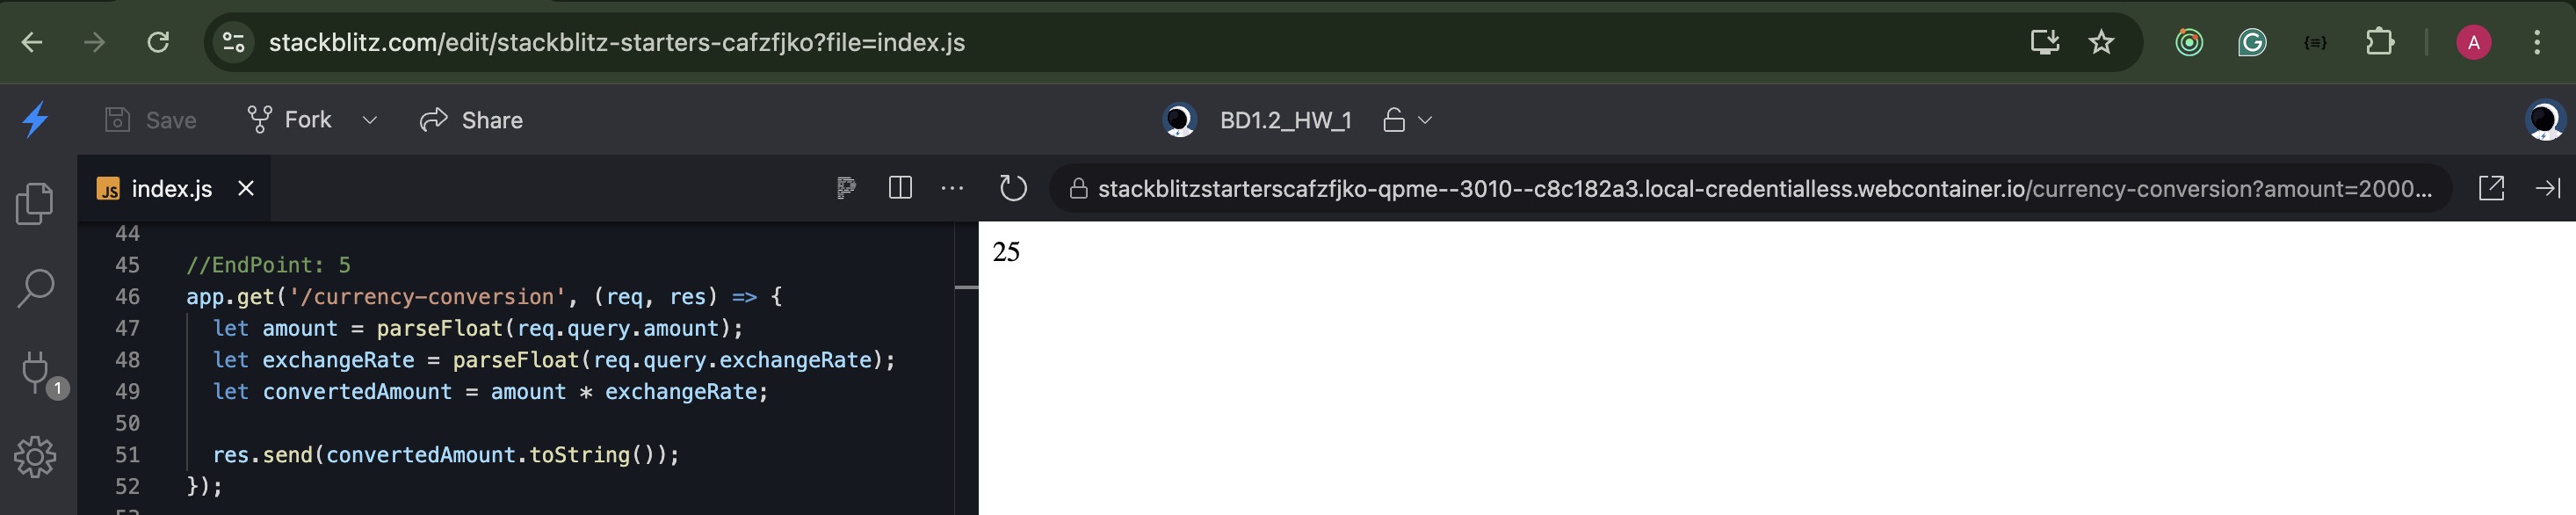 stackblitz.com/edit/stackblitz-starters-cafzfjko?file=index.js
A
Save
Fork
Share
BD1.2_HW_1
JS index.js
stackblitzstarterscafzfjko-qpme--3010--c8c182a3.local-credentialless.webcontainer.io/currency-conversion?amount=2000...
44
45 //EndPoint: 5
46 app.get('/currency-conversion', (req, res) => {
47 let amount = parseFloat(req.query.amount);
48 let exchangeRate = parseFloat(req.query.exchangeRate);
49 let convertedAmount = amount * exchangeRate;
50
51 res.send(convertedAmount.toString());
52 });
1
25